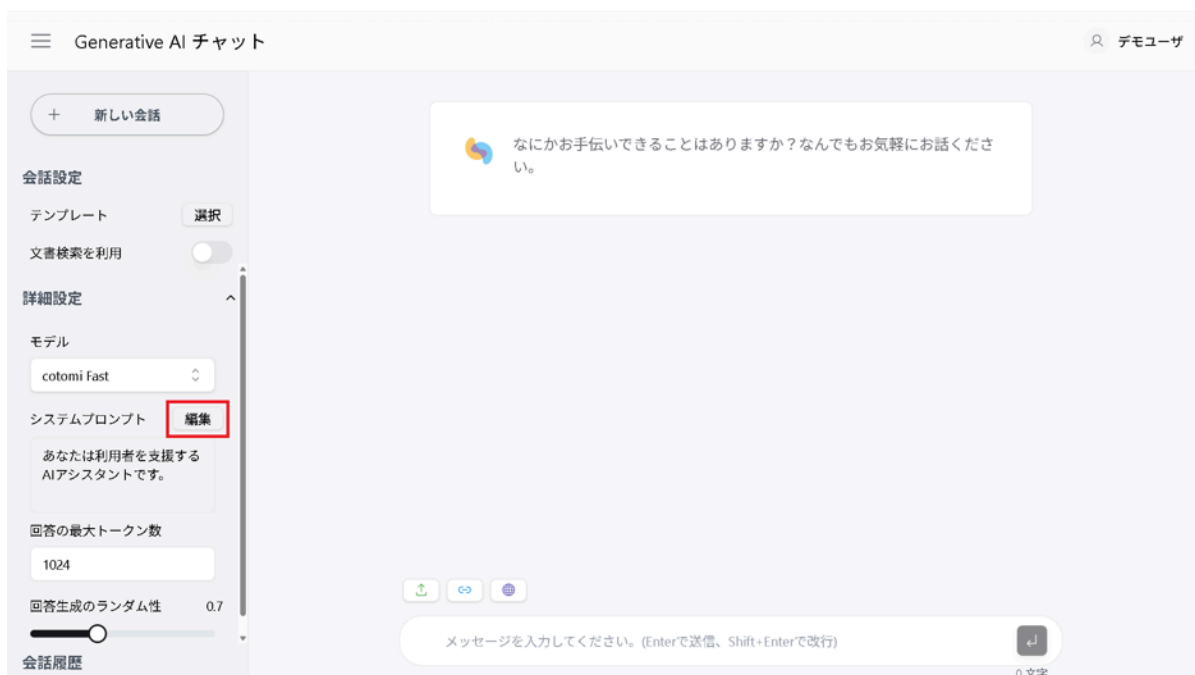 Generative AI チャット
デモユーザ
新しい会話
会話設定
テンプレート 選択
文書検索を利用
詳細設定
モデル
cotomi Fast
システムプロンプト 編集
あなたは利用者を支援する
AIアシスタントです。
回答の最大トークン数
1024
回答生成のランダム性 0.7
会話履歴
なにかお手伝いできることはありますか？なんでもお気軽にお話くださ
い。
メッセージを入力してください。(Enterで送信、Shift+Enterで改行)
0 文字